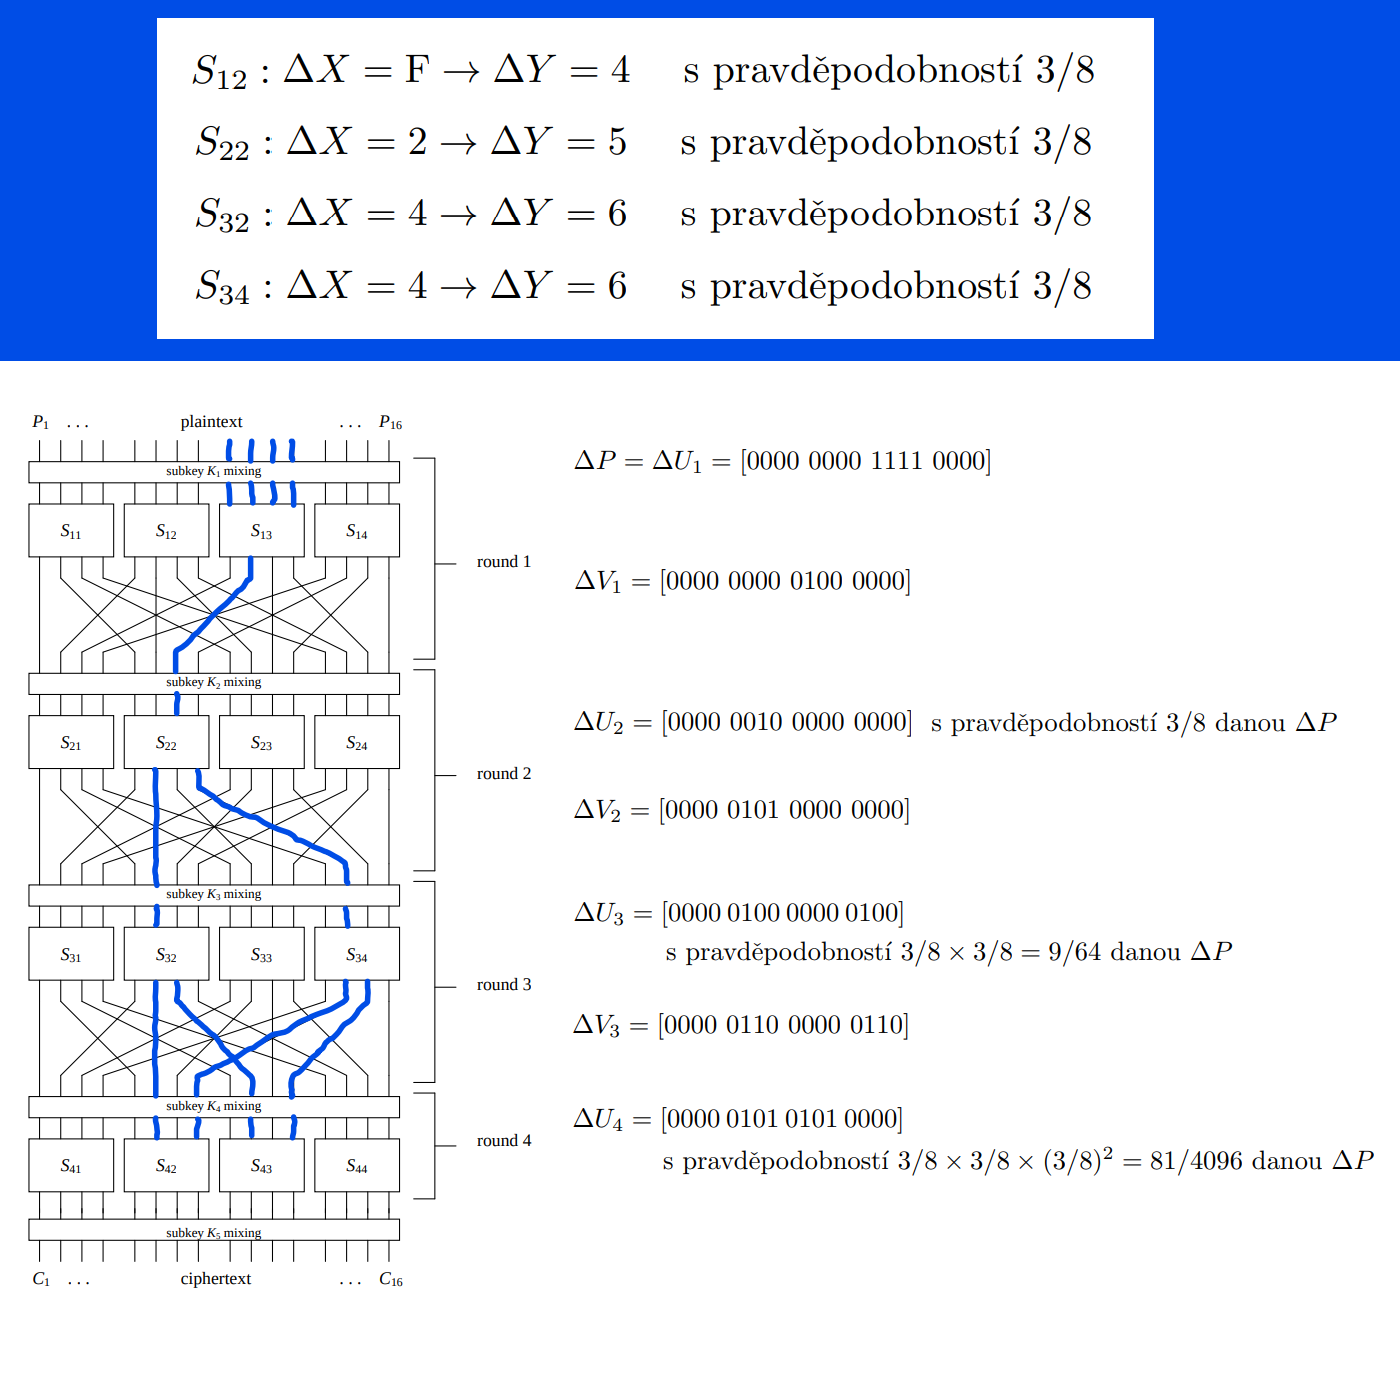 S₁₂ : ΔX = F → ΔY = 4 s pravděpodobností 3/8
S₂₂ : ΔX = 2 → ΔY = 5 s pravděpodobností 3/8
S₃₂ : ΔX = 4 → ΔY = 6 s pravděpodobností 3/8
S₃₄ : ΔX = 4 → ΔY = 6 s pravděpodobností 3/8
P₁ . . . plaintext . . . P₁₆
ΔP = ΔU₁ = [0000 0000 1111 0000]
subkey K₁ mixing
S₁₁ S₁₂ S₁₃ S₁₄
round 1
ΔV₁ = [0000 0000 0100 0000]
subkey K₂ mixing
ΔU₂ = [0000 0010 0000 0000] s pravděpodobností 3/8 danou ΔP
S₂₁ S₂₂ S₂₃ S₂₄
round 2
ΔV₂ = [0000 0101 0000 0000]
subkey K₃ mixing
ΔU₃ = [0000 0100 0000 0100]
s pravděpodobností 3/8 × 3/8 = 9/64 danou ΔP
S₃₁ S₃₂ S₃₃ S₃₄
round 3
ΔV₃ = [0000 0110 0000 0110]
subkey K₄ mixing
ΔU₄ = [0000 0101 0101 0000]
round 4
s pravděpodobností 3/8 × 3/8 × (3/8)² = 81/4096 danou ΔP
S₄₁ S₄₂ S₄₃ S₄₄
subkey K₅ mixing
C₁ . . . ciphertext . . . C₁₆